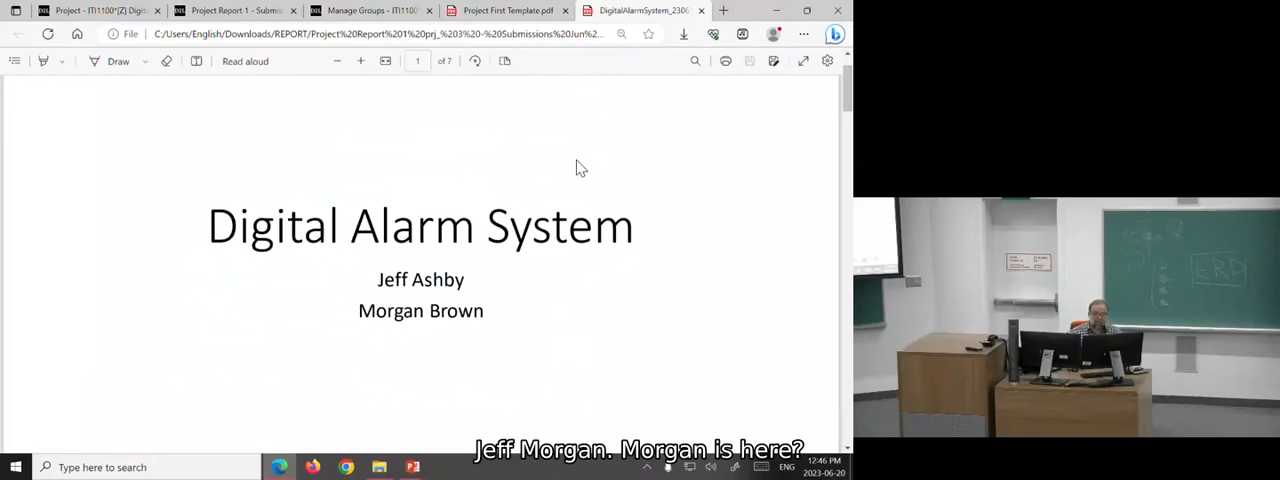 Project - ITI1100*[Z] Digit
Project Report 1 - Submis
Manage Groups - ITI1100*
Project First Template.pdf
DigitalAlarmSystem_2306
File
C:/Users/English/Downloads/REPORT/Project%20Report%201%20prj_%203%20-%20Submissions%20Jun%2...
Draw
Read aloud
1
of 7
Digital Alarm System
Jeff Ashby
Morgan Brown
ERD
Jeff Morgan. Morgan is here?
Type here to search
ENG
12:46 PM
2023-06-20